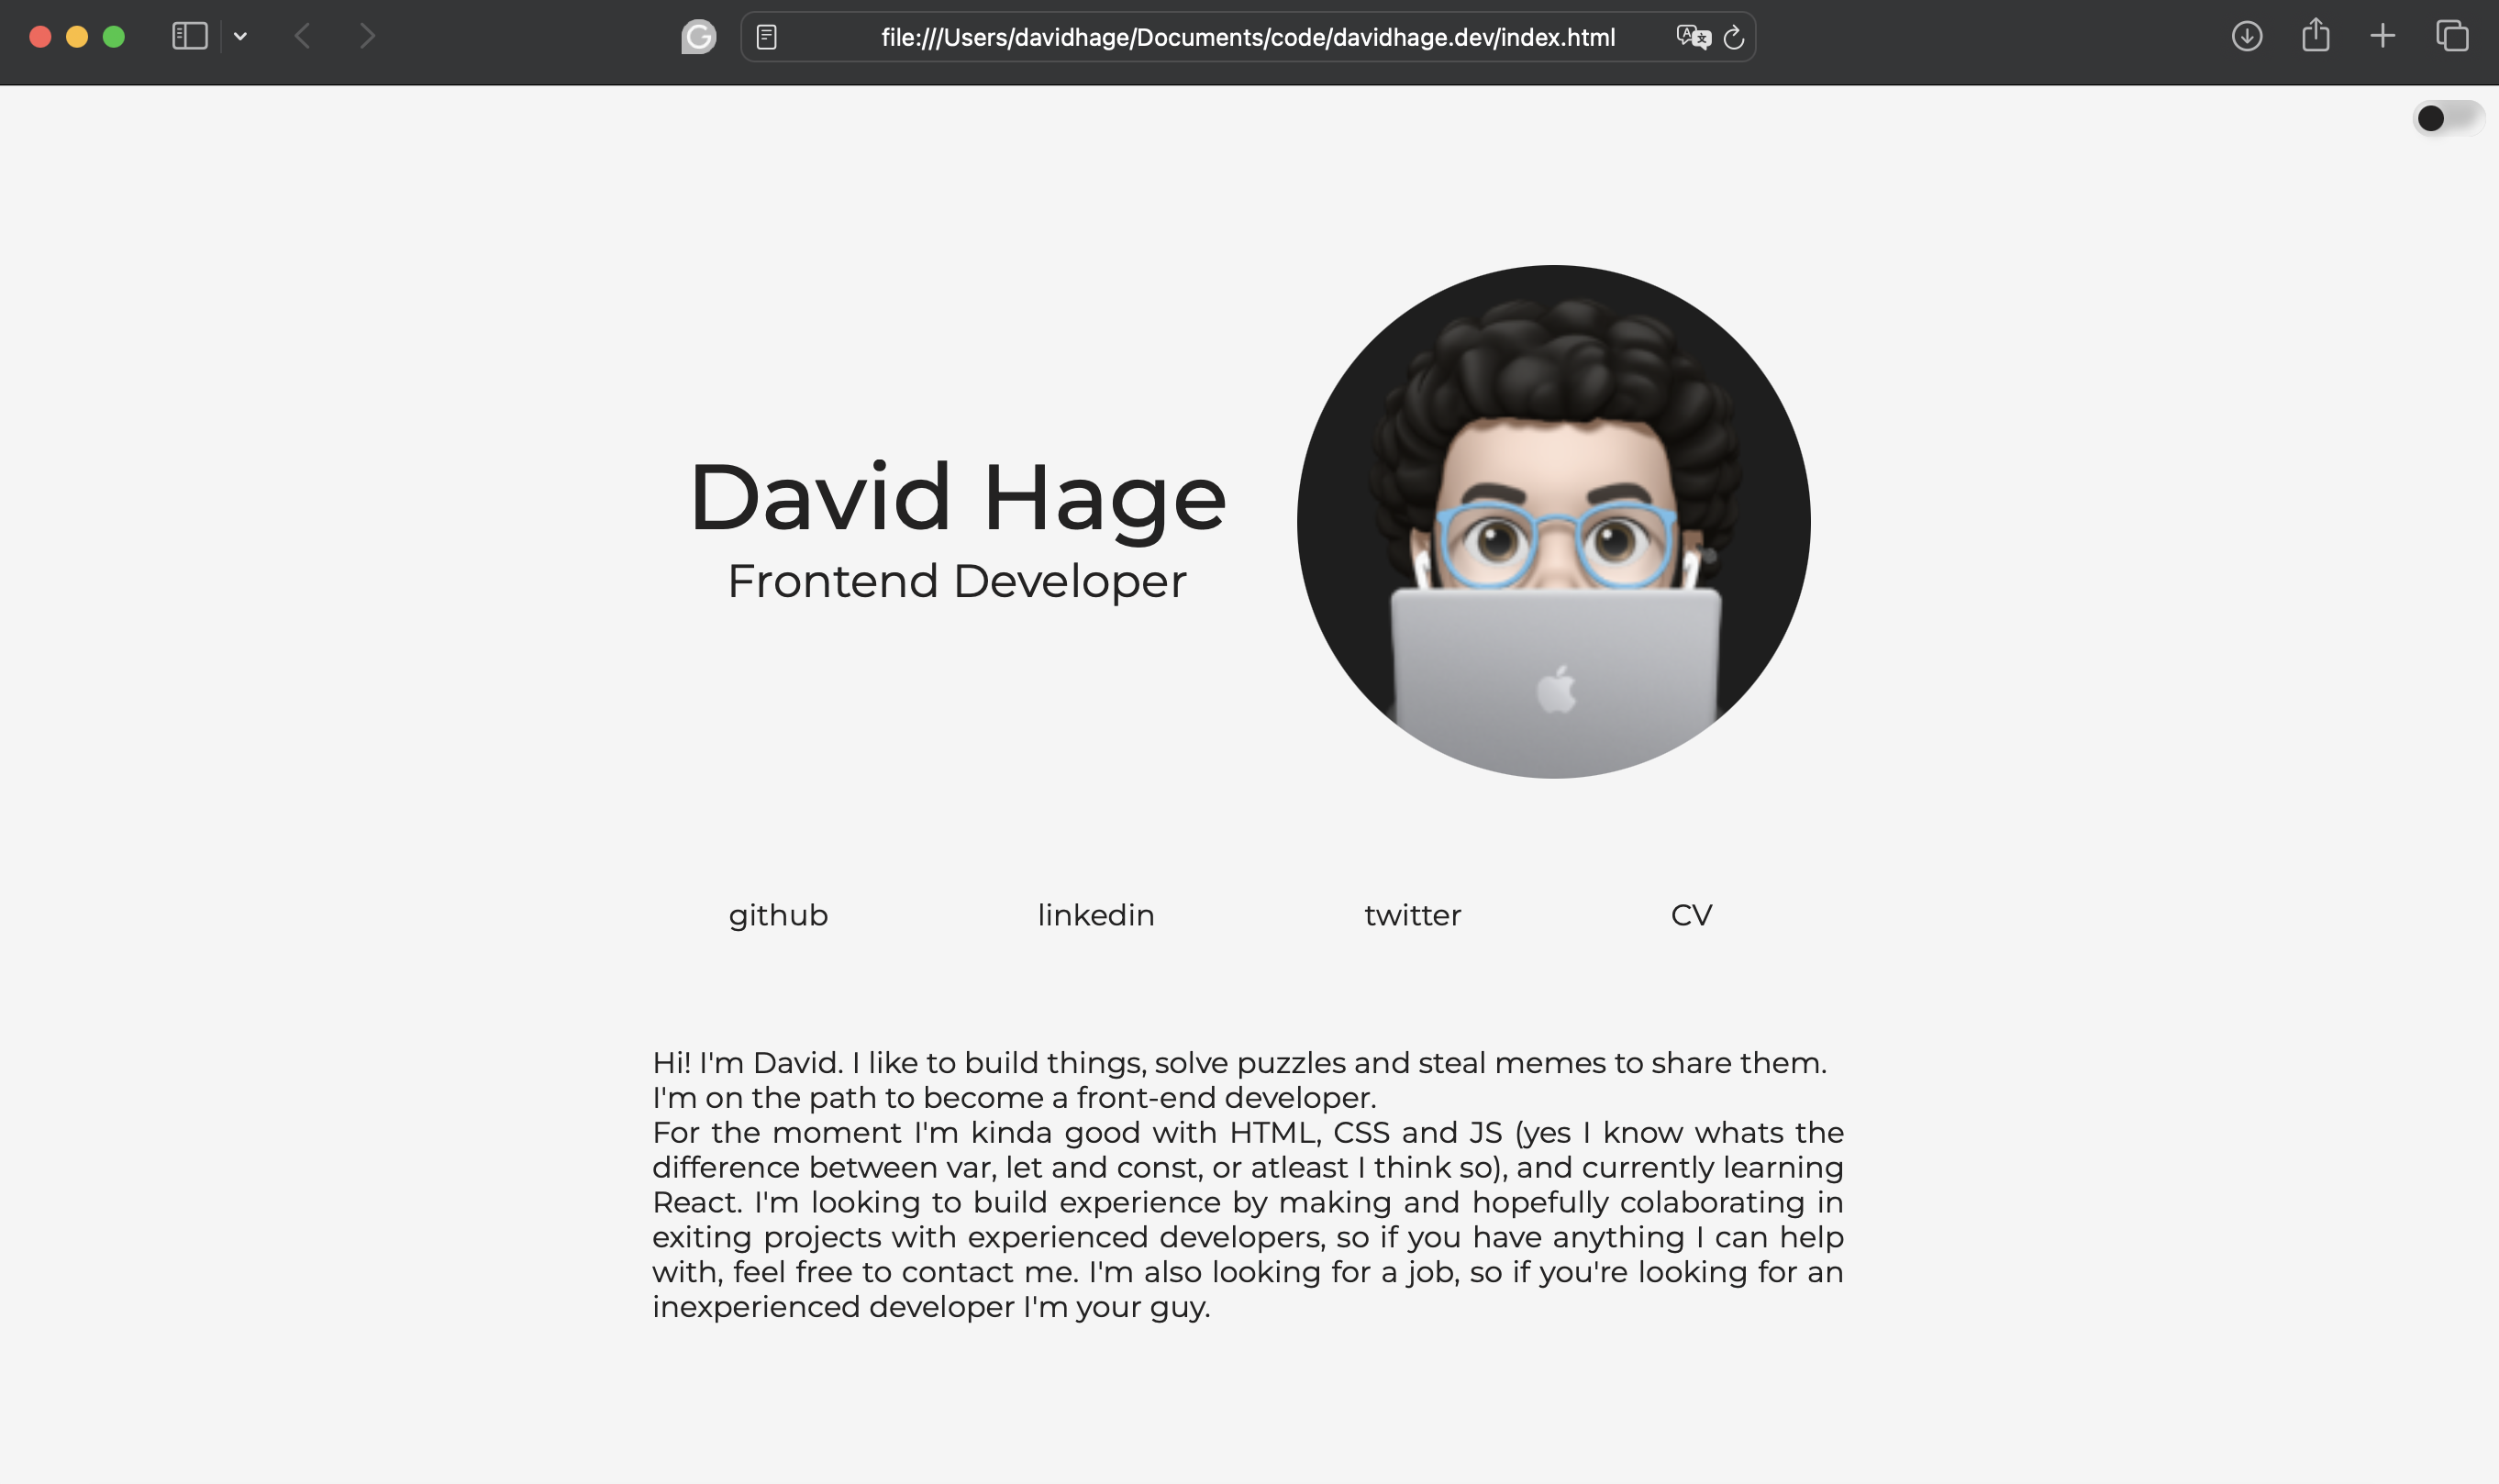 file:///Users/davidhage/Documents/code/davidhage.dev/index.html
David Hage
Frontend Developer
github
linkedin
twitter
CV
Hi! I'm David. I like to build things, solve puzzles and steal memes to share them.
I'm on the path to become a front-end developer.
For the moment I'm kinda good with HTML, CSS and JS (yes I know whats the
difference between var, let and const, or atleast I think so), and currently learning
React. I'm looking to build experience by making and hopefully colaborating in
exiting projects with experienced developers, so if you have anything I can help
with, feel free to contact me. I'm also looking for a job, so if you're looking for an
inexperienced developer I'm your guy.